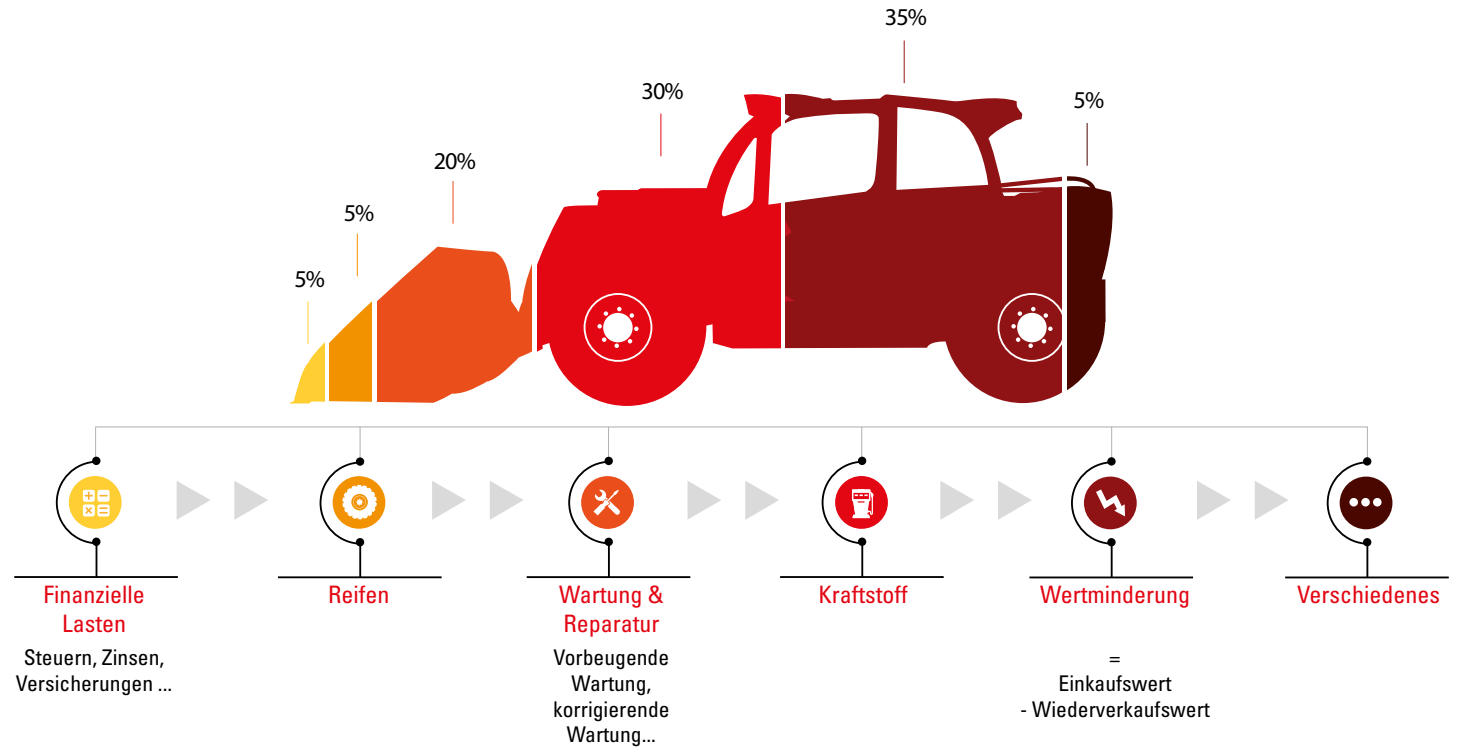 35%
30%
5%
20%
5%
5%
Finanzielle
Lasten
Steuern, Zinsen,
Versicherungen ...
Reifen
Wartung &
Reparatur
Vorbeugende
Wartung,
korrigierende
Wartung...
Kraftstoff
Wertminderung
=
Einkaufswert
- Wiederverkaufswert
Verschiedenes